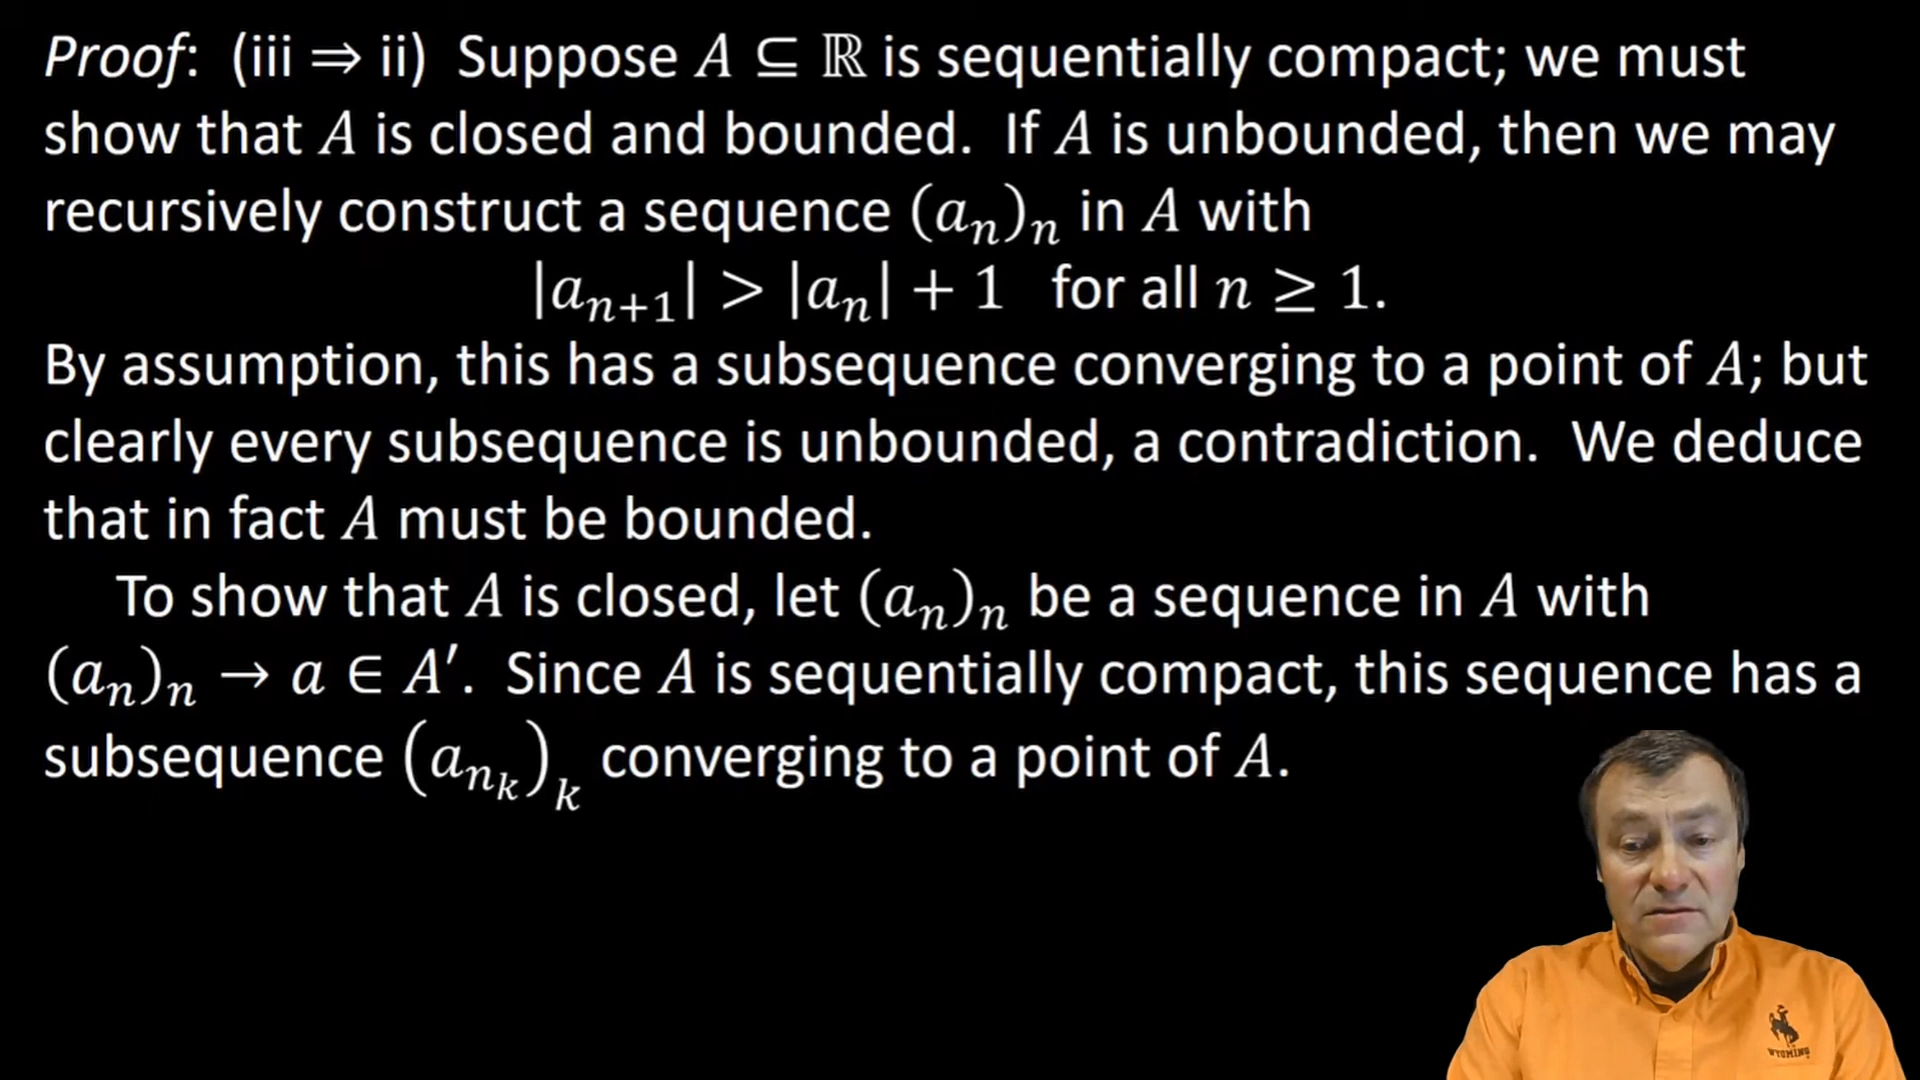 Proof: (iii ⇒ ii) Suppose A ⊆ ℝ is sequentially compact; we must
show that A is closed and bounded. If A is unbounded, then we may
recursively construct a sequence (aₙ)ₙ in A with
|aₙ₊₁| > |aₙ| + 1 for all n ≥ 1.
By assumption, this has a subsequence converging to a point of A; but
clearly every subsequence is unbounded, a contradiction. We deduce
that in fact A must be bounded.
To show that A is closed, let (aₙ)ₙ be a sequence in A with
(aₙ)ₙ → a ∈ A′. Since A is sequentially compact, this sequence has a
subsequence (a_{n_k})_k converging to a point of A.
WYOMING